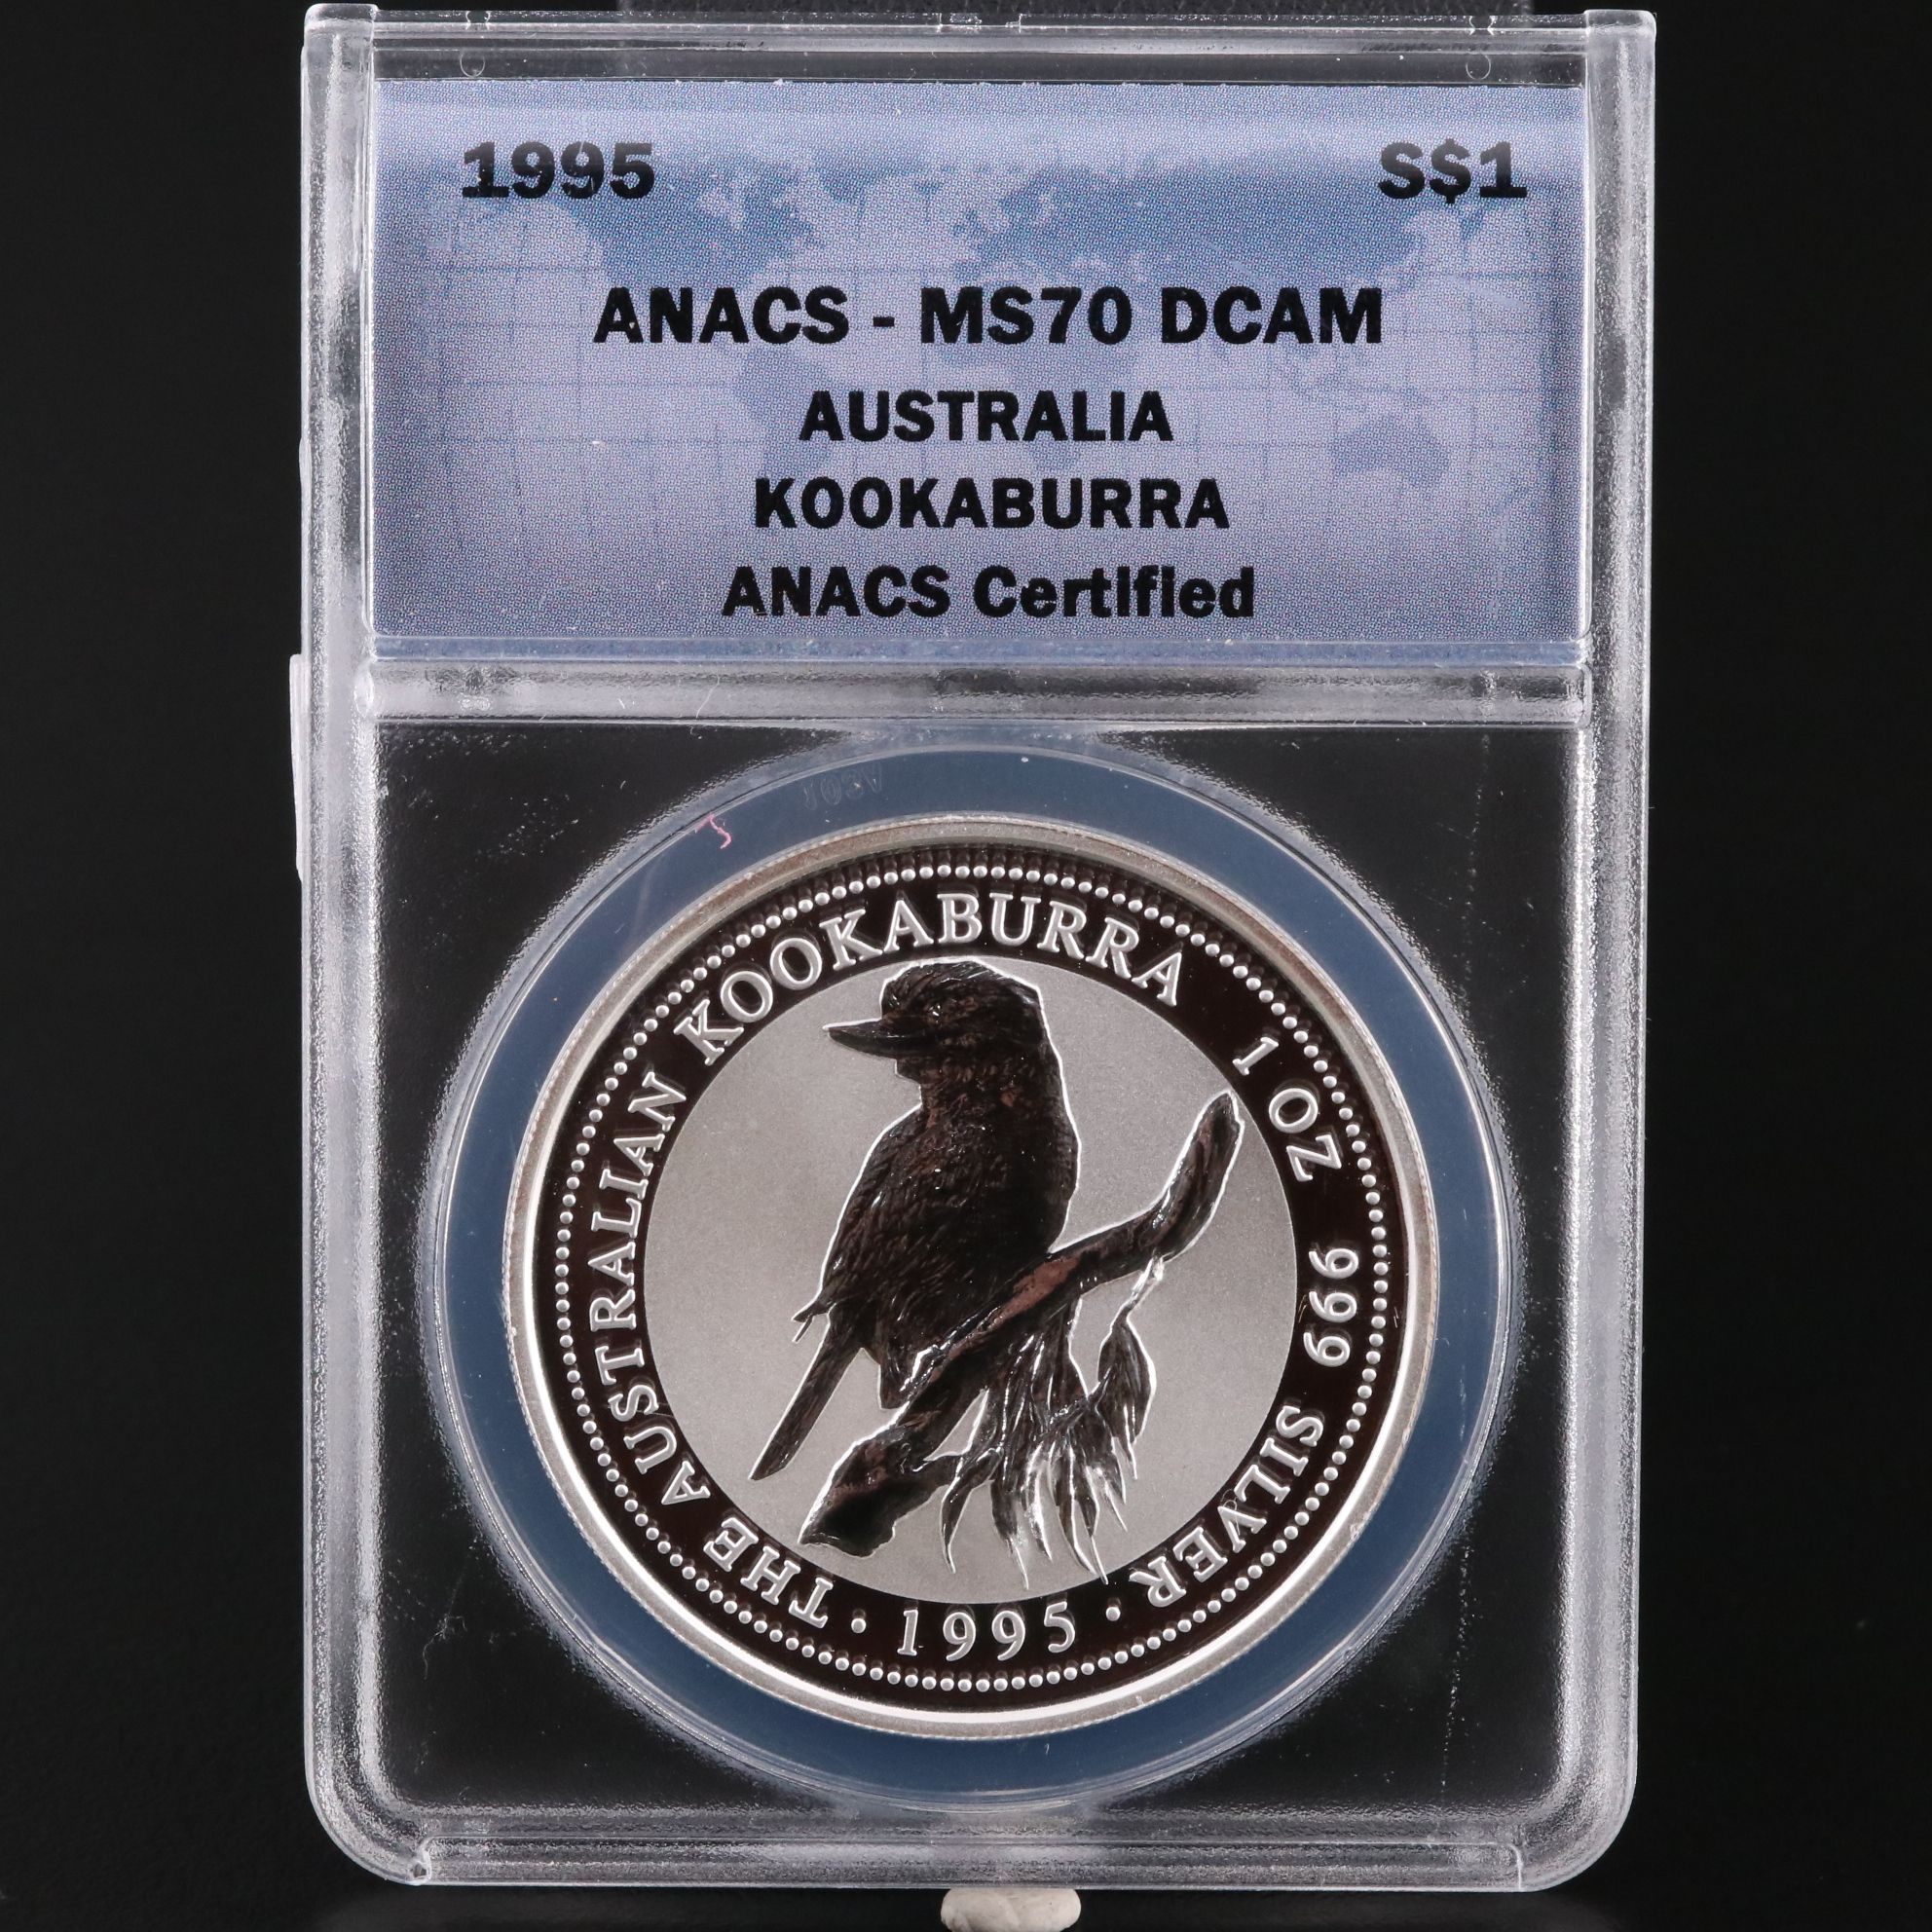 1995 S$1
ANACS - MS70 DCAM
AUSTRALIA
KOOKABURRA
ANACS Certified
THE AUSTRALIAN KOOKABURRA 1 OZ 999 SILVER
· 1995 ·